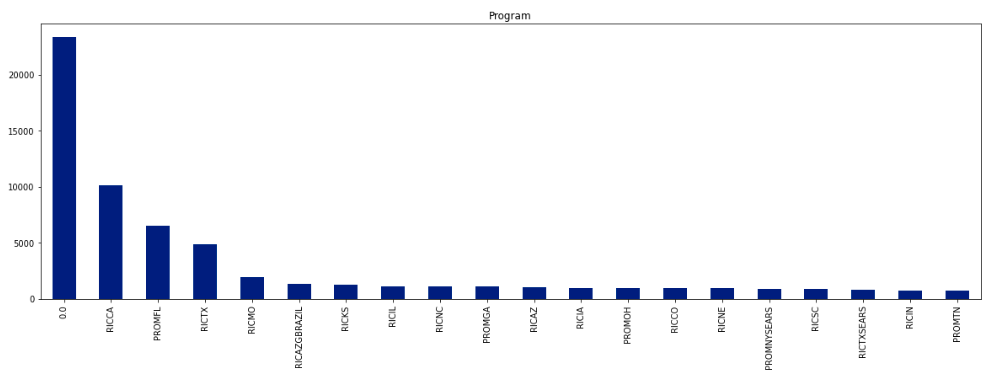 Program
20000
15000
10000
5000
0
0.0
RICCA
PROMFL
RICTX
RICMO
RICAZGBRAZIL
RICKS
RICIL
RICNC
PROMGA
RICAZ
RICIA
PROMOH
RICCO
RICNE
PROMNYSEARS
RICSC
RICTXSEARS
RICIN
PROMTN